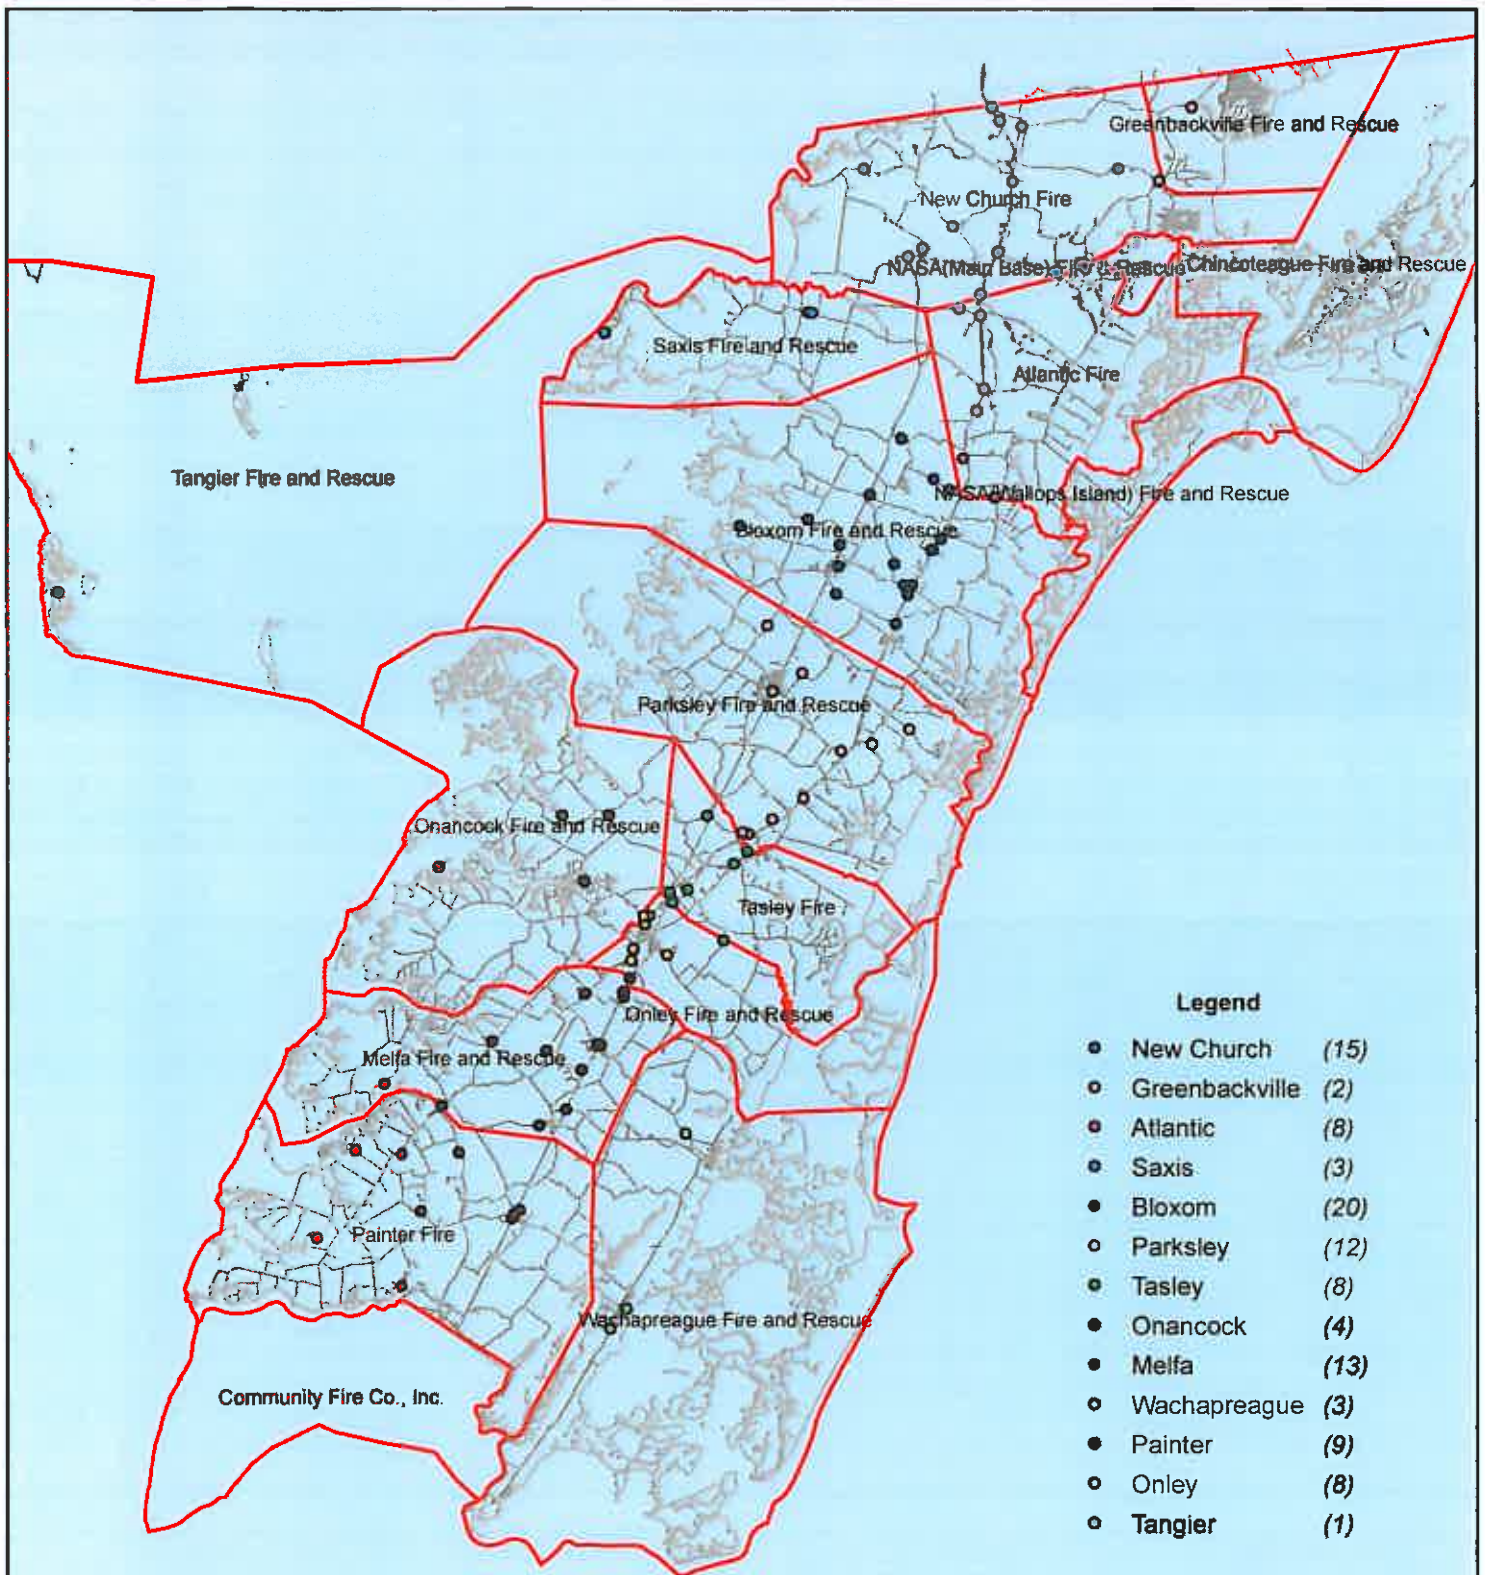 Greenbackville Fire and Rescue
New Church Fire
NASA(Main Base) Fire & Rescue
Chincoteague Fire and Rescue
Saxis Fire and Rescue
Atlantic Fire
Tangier Fire and Rescue
NASA(Wallops Island) Fire and Rescue
Bloxom Fire and Rescue
Parksley Fire and Rescue
Onancock Fire and Rescue
Tasley Fire
Onley Fire and Rescue
Melfa Fire and Rescue
Painter Fire
Wachapreague Fire and Rescue
Community Fire Co., Inc.
Legend
New Church (15)
Greenbackville (2)
Atlantic (8)
Saxis (3)
Bloxom (20)
Parksley (12)
Tasley (8)
Onancock (4)
Melfa (13)
Wachapreague (3)
Painter (9)
Onley (8)
Tangier (1)